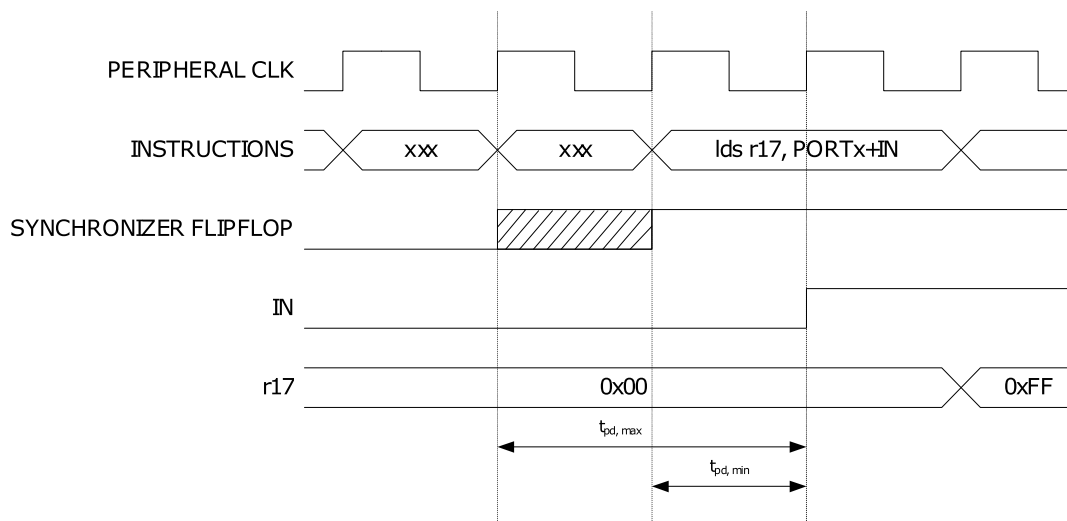 PERIPHERAL CLK
INSTRUCTIONS xxx xxx lds r17, PORTx+IN
SYNCHRONIZER FLIPFLOP
IN
r17 0x00 0xFF
tpd, max
tpd, min